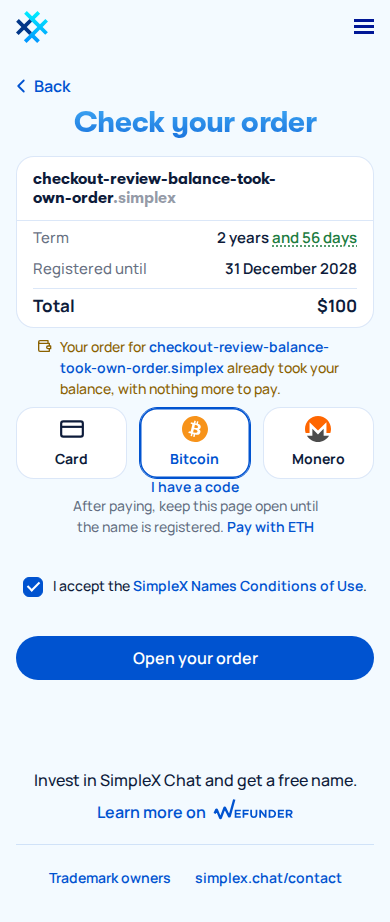 Back
Check your order
checkout-review-balance-took-
own-order.simplex
Term 2 years and 56 days
Registered until 31 December 2028
Total $100
Your order for checkout-review-balance-
took-own-order.simplex already took your
balance, with nothing more to pay.
Card Bitcoin Monero
I have a code
After paying, keep this page open until
the name is registered. Pay with ETH
I accept the SimpleX Names Conditions of Use.
Open your order
Invest in SimpleX Chat and get a free name.
Learn more on WEFUNDER
Trademark owners simplex.chat/contact